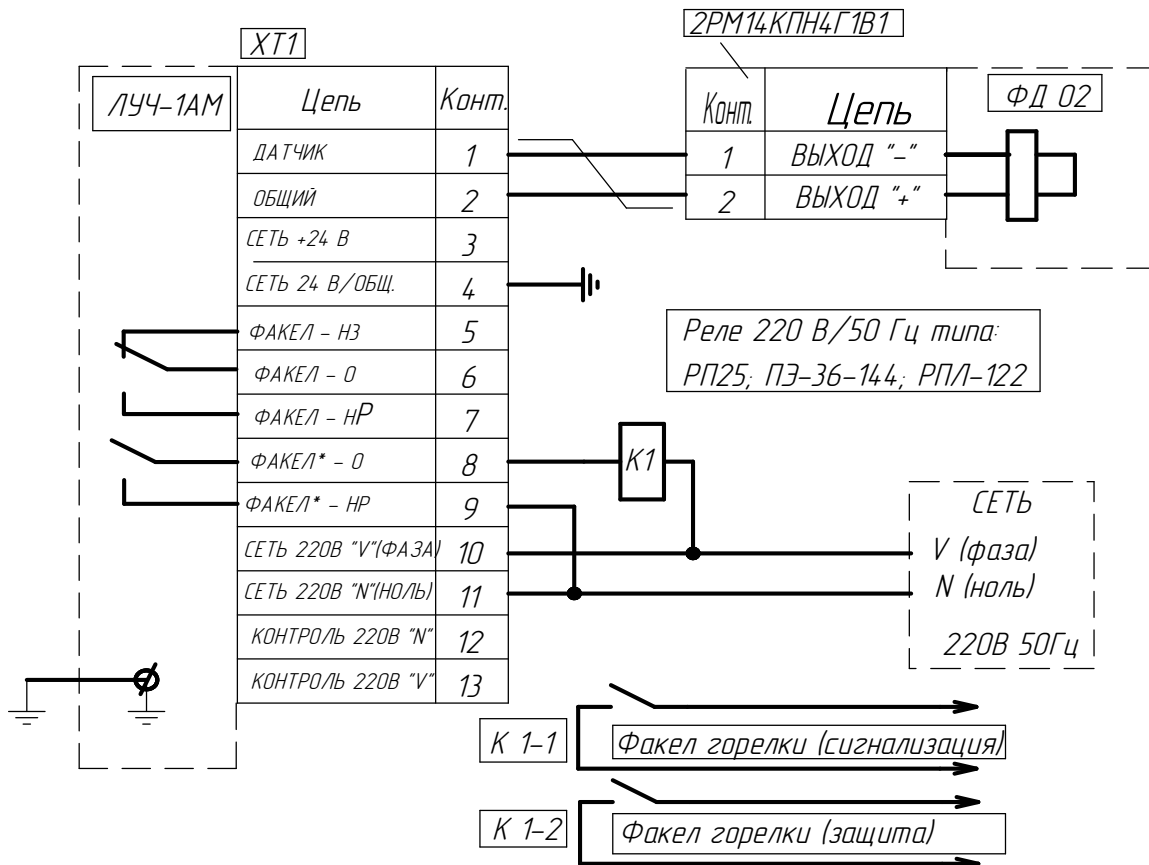 2РМ14КПН4Г1В1
ХТ1
ЛУЧ-1АМ
Цепь Конт.
ДАТЧИК 1
ОБЩИЙ 2
СЕТЬ +24 В 3
СЕТЬ 24 В/ОБЩ. 4
ФАКЕЛ - НЗ 5
ФАКЕЛ - О 6
ФАКЕЛ - НР 7
ФАКЕЛ* - О 8
ФАКЕЛ* - НР 9
СЕТЬ 220В "V"(ФАЗА) 10
СЕТЬ 220В "N"(НОЛЬ) 11
КОНТРОЛЬ 220В "N" 12
КОНТРОЛЬ 220В "V" 13
Конт. Цепь
1 ВЫХОД "-"
2 ВЫХОД "+"
ФД 02
Реле 220 В/50 Гц типа:
РП25; ПЭ-36-144; РПЛ-122
К1
СЕТЬ
V (фаза)
N (ноль)
220В 50Гц
К 1-1
Факел горелки (сигнализация)
К 1-2
Факел горелки (защита)